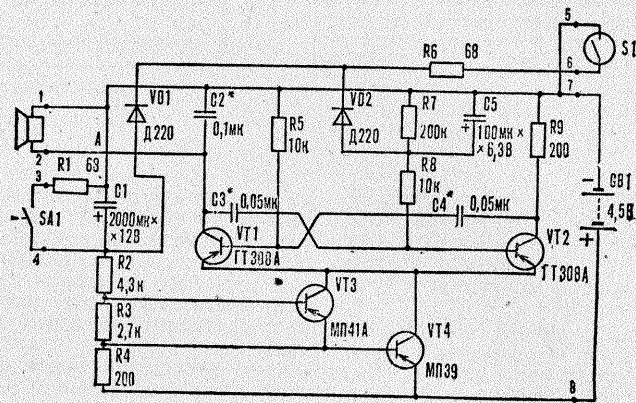 5
S1
R6 68
6
7
1
VD1
Д220
C2*
0,1мк
R5
10к
VD2
Д220
R7
200к
C5
+ 100мк×
×6,3В
R9
200
A
2
R1 68
3
SA1
4
C1
+ 2000мк×
×12В
R8
10к
C3* 0,05мк
C4* 0,05мк
GB1
-
4,5В
+
VT1
ГТ308А
VT2
ГТ308А
R2
4,3к
VT3
МП41А
R3
2,7к
VT4
МП39
R4
200
8